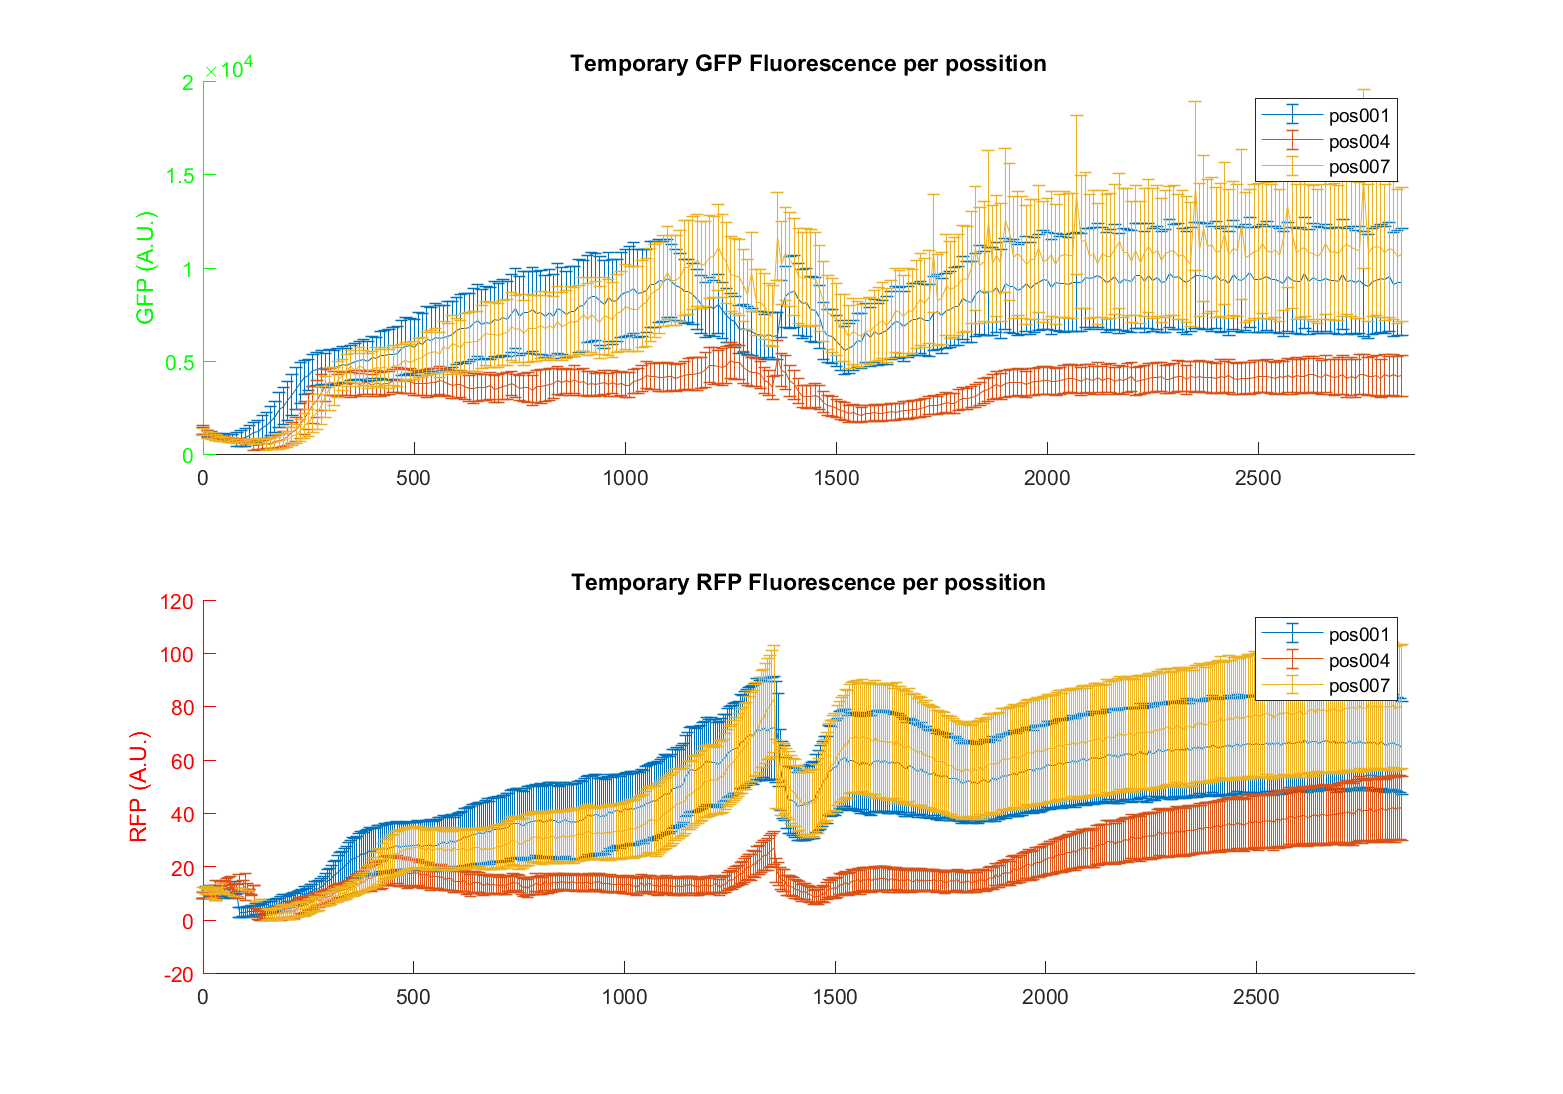 Temporary GFP Fluorescence per possition
×10⁴
2
1.5
1
0.5
0
GFP (A.U.)
0 500 1000 1500 2000 2500
pos001
pos004
pos007
Temporary RFP Fluorescence per possition
120
100
80
60
40
20
0
-20
RFP (A.U.)
0 500 1000 1500 2000 2500
pos001
pos004
pos007